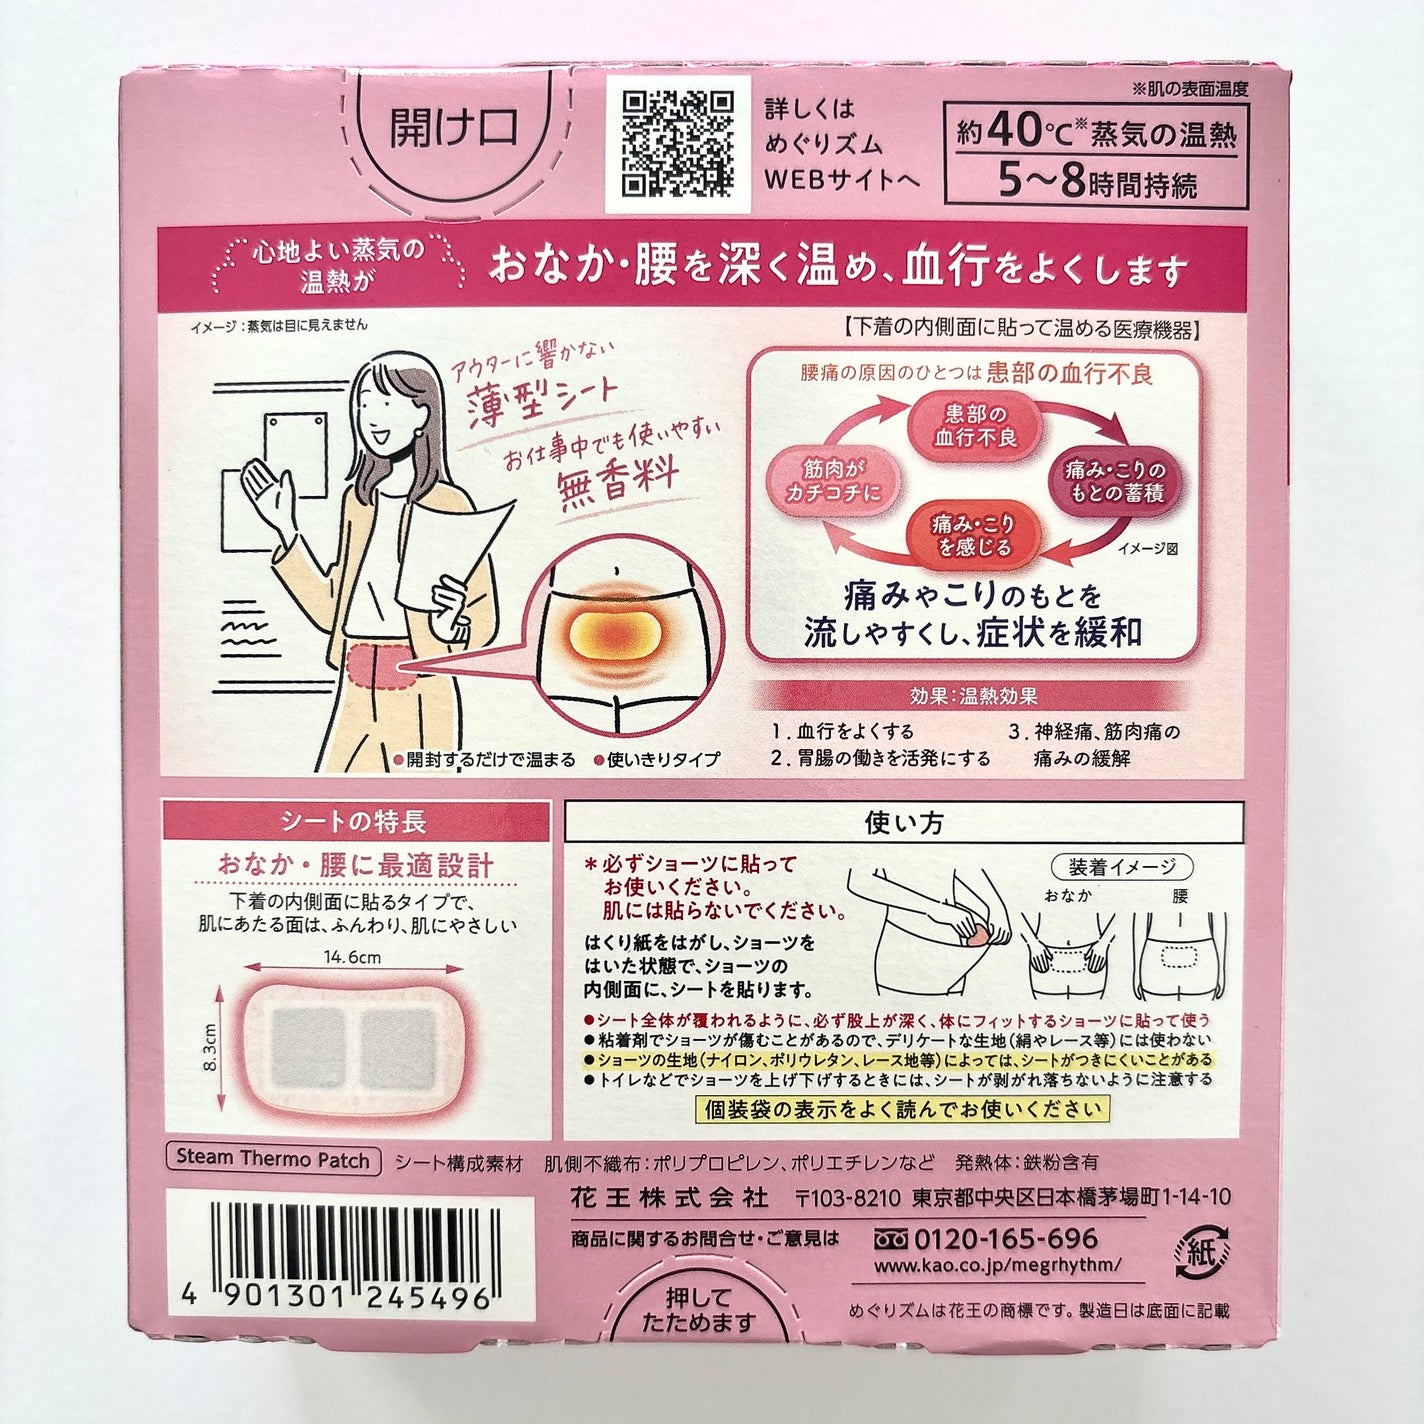 開け口
詳しくは
めぐりズム
WEBサイトへ
※肌の表面温度
約40℃※蒸気の温熱
5～8時間持続
心地よい蒸気の
温熱が
おなか・腰を深く温め、血行をよくします
イメージ：蒸気は目に見えません
【下着の内側面に貼って温める医療機器】
アウターに響かない
薄型シート
お仕事中でも使いやすい
無香料
●開封するだけで温まる ●使いきりタイプ
腰痛の原因のひとつは患部の血行不良
患部の
血行不良
筋肉が
カチコチに
痛み・こりの
もとの蓄積
痛み・こり
を感じる
イメージ図
痛みやこりのもとを
流しやすくし、症状を緩和
効果：温熱効果
1. 血行をよくする
2. 胃腸の働きを活発にする
3. 神経痛、筋肉痛の
痛みの緩解
シートの特長
おなか・腰に最適設計
下着の内側面に貼るタイプで、
肌にあたる面は、ふんわり、肌にやさしい
14.6cm
8.3cm
使い方
＊必ずショーツに貼って
お使いください。
肌には貼らないでください。
はくり紙をはがし、ショーツを
はいた状態で、ショーツの
内側面に、シートを貼ります。
装着イメージ
おなか
腰
●シート全体が覆われるように、必ず股上が深く、体にフィットするショーツに貼って使う
●粘着剤でショーツが傷むことがあるので、デリケートな生地（絹やレース等）には使わない
●ショーツの生地（ナイロン、ポリウレタン、レース地等）によっては、シートがつきにくいことがある
●トイレなどでショーツを上げ下げするときには、シートが剥がれ落ちないように注意する
個装袋の表示をよく読んでお使いください
Steam Thermo Patch シート構成素材 肌側不織布：ポリプロピレン、ポリエチレンなど 発熱体：鉄粉含有
花王株式会社 〒103-8210 東京都中央区日本橋茅場町1-14-10
商品に関するお問合せ・ご意見は
0120-165-696
www.kao.co.jp/megrhythm/
紙
めぐりズムは花王の商標です。製造日は底面に記載
4 901301 245496
押して
たためます